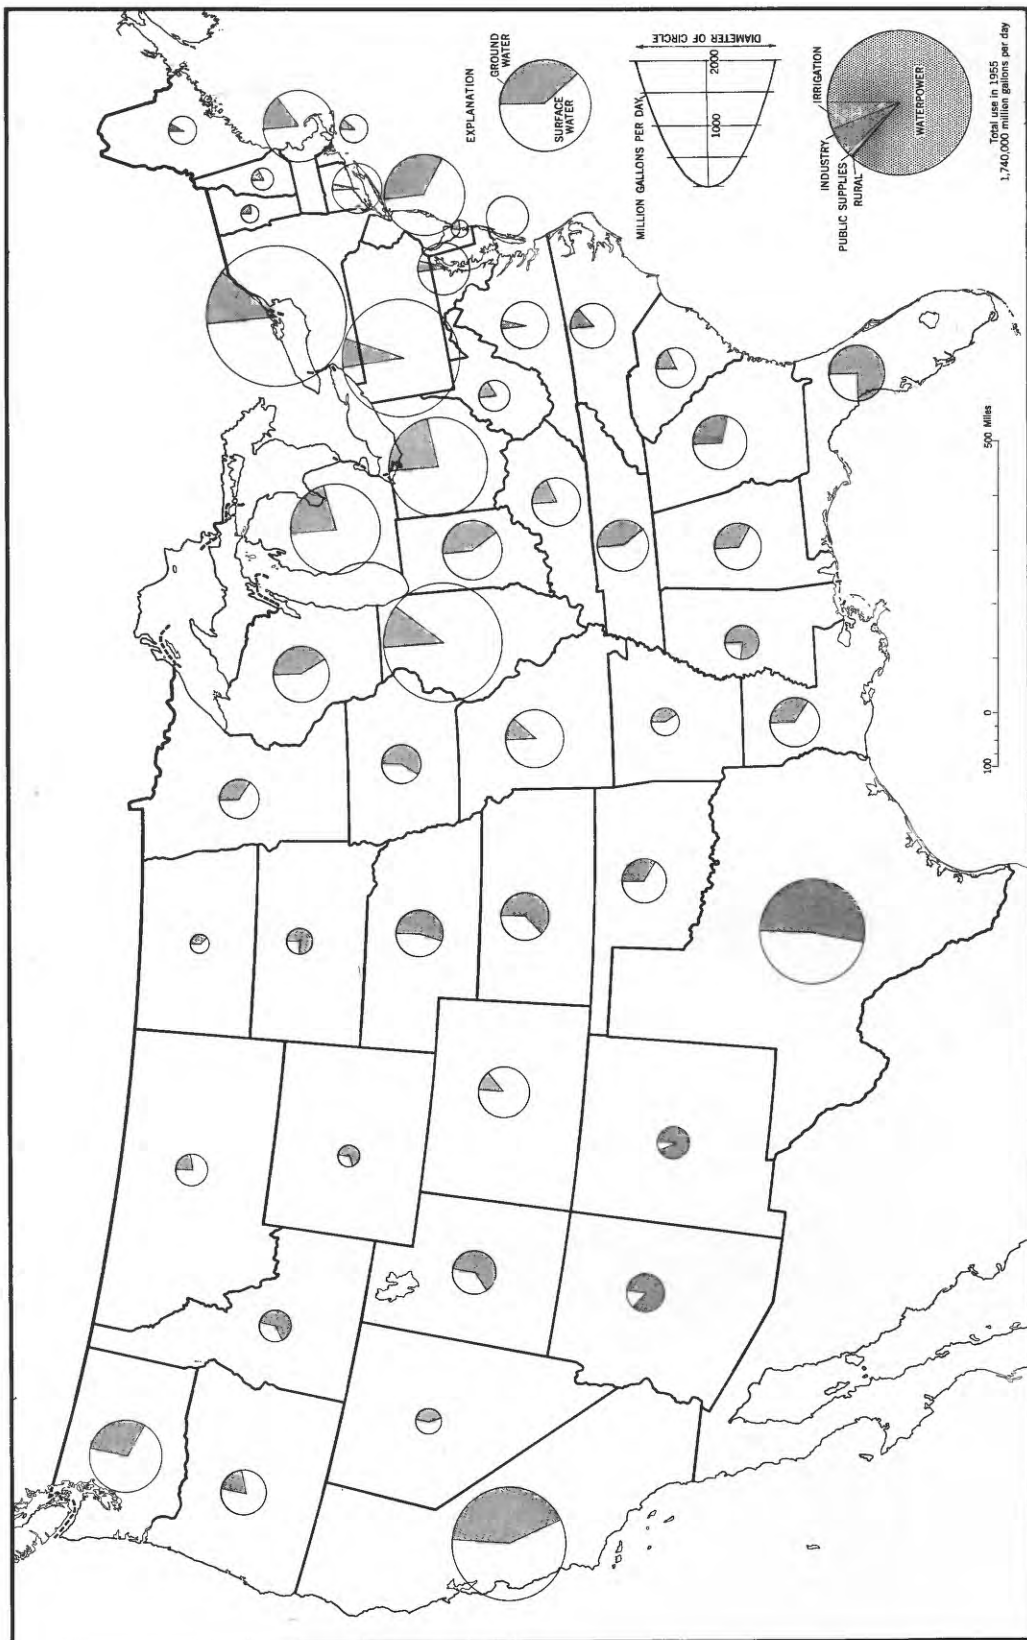 EXPLANATION
GROUND
WATER
SURFACE
WATER
MILLION GALLONS PER DAY
1000
2000
DIAMETER OF CIRCLE
IRRIGATION
INDUSTRY
PUBLIC SUPPLIES
RURAL
WATERPOWER
Total use in 1955
1,740,000 million gallons per day
100
0
500 Miles